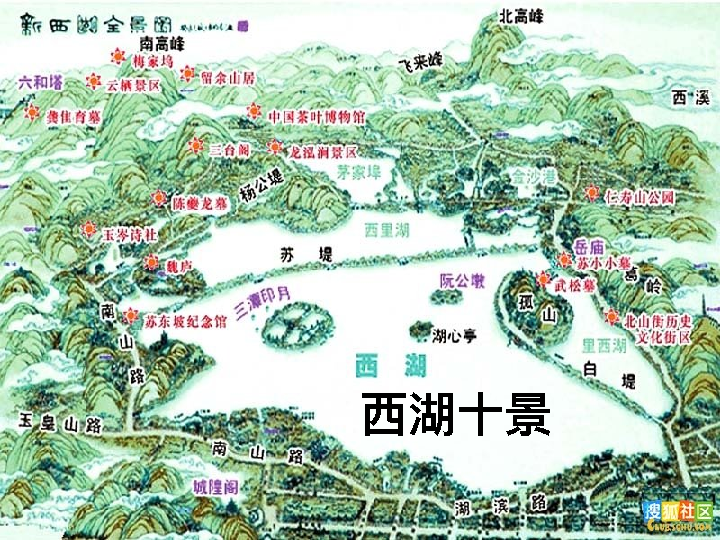 新西湖全景图
北高峰
南高峰
梅家坞
飞来峰
六和塔
云栖景区
留余山居
西溪
龚佳育墓
中国茶叶博物馆
三台阁
龙泓涧景区
茅家埠
金沙港
杨公堤
陈夔龙墓
仁寿山公园
玉岑诗社
西里湖
苏堤
岳庙
魏庐
苏小小墓
葛岭
阮公墩
武松墓
三潭印月
孤山
南山路
苏东坡纪念馆
北山街历史
文化街区
湖心亭
里西湖
西湖
白堤
西湖十景
玉皇山路
南山路
城隍阁
湖滨路
搜狐社区
CLUB.SOHU.COM